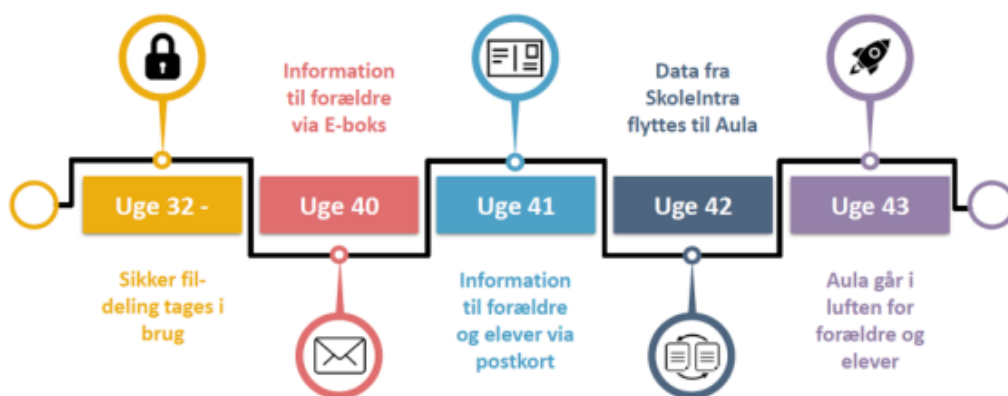 Information
til forældre
via E-boks
Data fra
SkoleIntra
flyttes til Aula
Uge 32 -
Uge 40
Uge 41
Uge 42
Uge 43
Sikker fil-
deling tages i
brug
Information
til forældre
og elever via
postkort
Aula går i
luften for
forældre og
elever